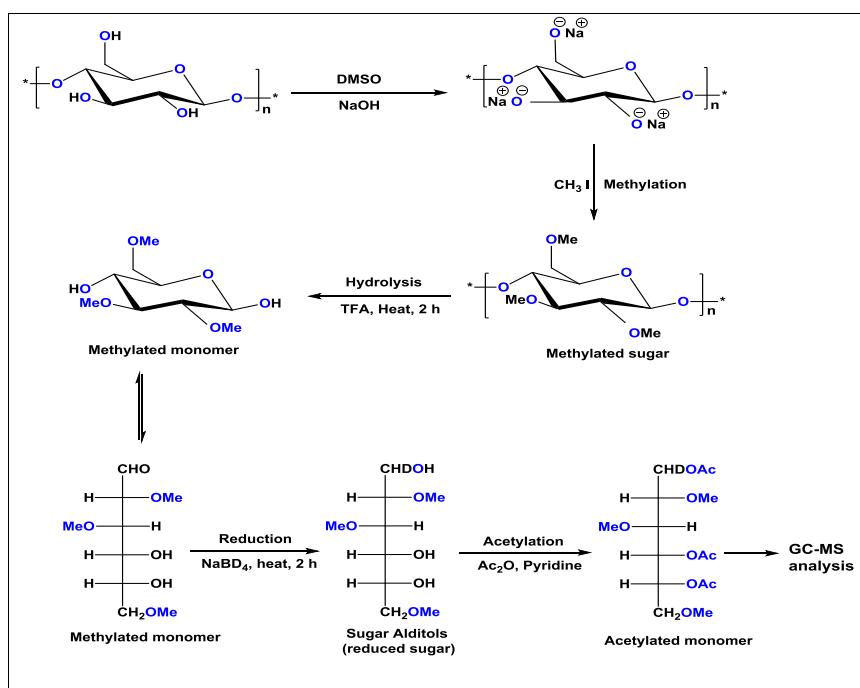 OH
O
O
HO
OH
O
n
*
*
DMSO
NaOH
O⊖ Na⊕
O
O
Na⊕ O⊖
O⊖ Na⊕
O
n
*
*
CH₃ I Methylation
OMe
O
O
MeO
OMe
O
n
*
*
Methylated sugar
Hydrolysis
TFA, Heat, 2 h
OMe
O
HO
MeO
OMe
OH
Methylated monomer
CHO
H OMe
MeO H
H OH
H OH
CH₂OMe
Methylated monomer
Reduction
NaBD₄, heat, 2 h
CHDOH
H OMe
MeO H
H OH
H OH
CH₂OMe
Sugar Alditols
(reduced sugar)
Acetylation
Ac₂O, Pyridine
CHDOAc
H OMe
MeO H
H OAc
H OAc
CH₂OMe
Acetylated monomer
GC-MS
analysis